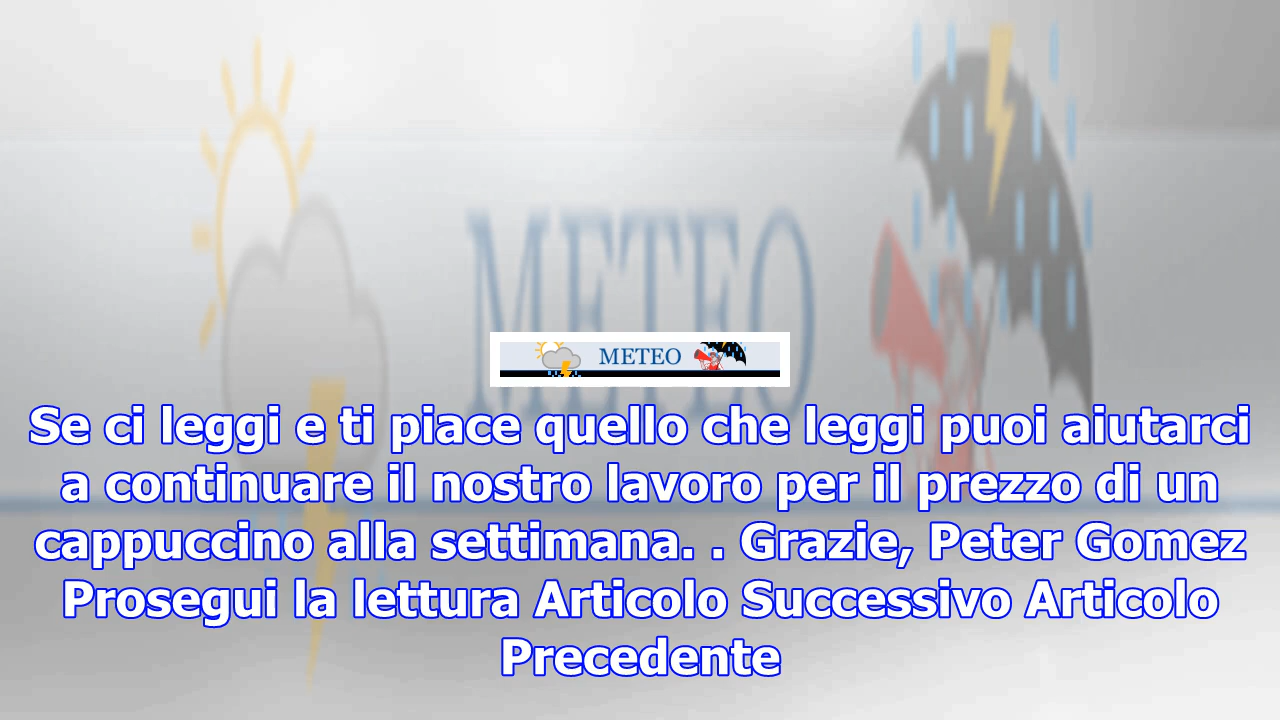 METEO
METEO
Se ci leggi e ti piace quello che leggi puoi aiutarci
a continuare il nostro lavoro per il prezzo di un
cappuccino alla settimana. . Grazie, Peter Gomez
Prosegui la lettura Articolo Successivo Articolo
Precedente